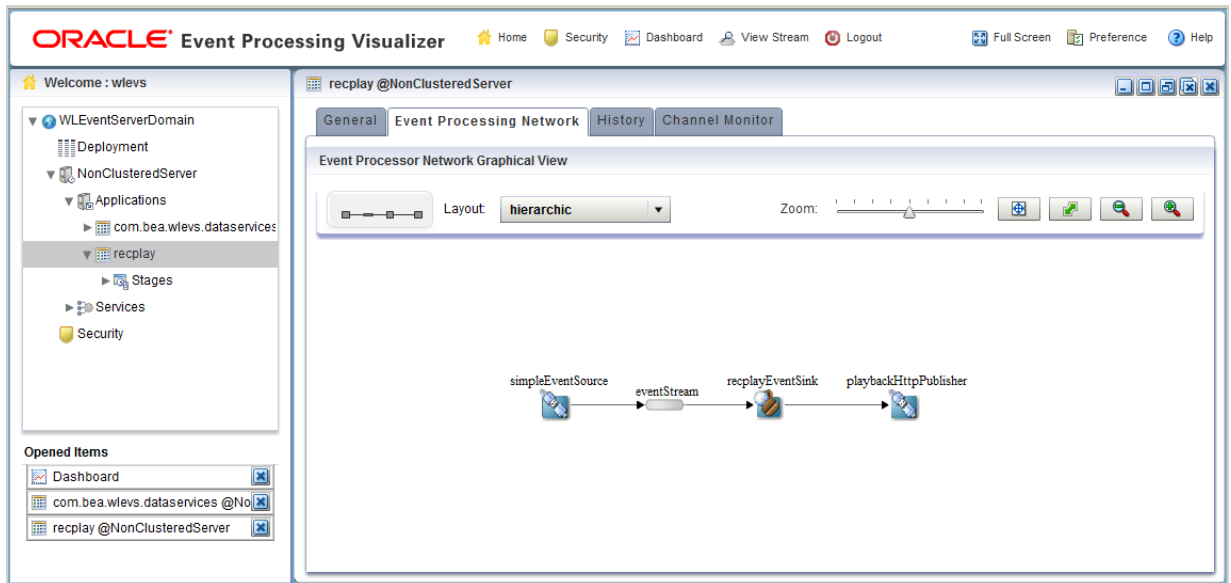 ORACLE Event Processing Visualizer Home Security Dashboard View Stream Logout Full Screen Preference Help
Welcome : wlevs
WLEventServerDomain
Deployment
NonClusteredServer
Applications
com.bea.wlevs.dataservices
recplay
Stages
Services
Security
Opened Items
Dashboard
com.bea.wlevs.dataservices @No
recplay @NonClusteredServer
recplay @NonClusteredServer
General Event Processing Network History Channel Monitor
Event Processor Network Graphical View
Layout: hierarchic Zoom:
simpleEventSource eventStream recplayEventSink playbackHttpPublisher